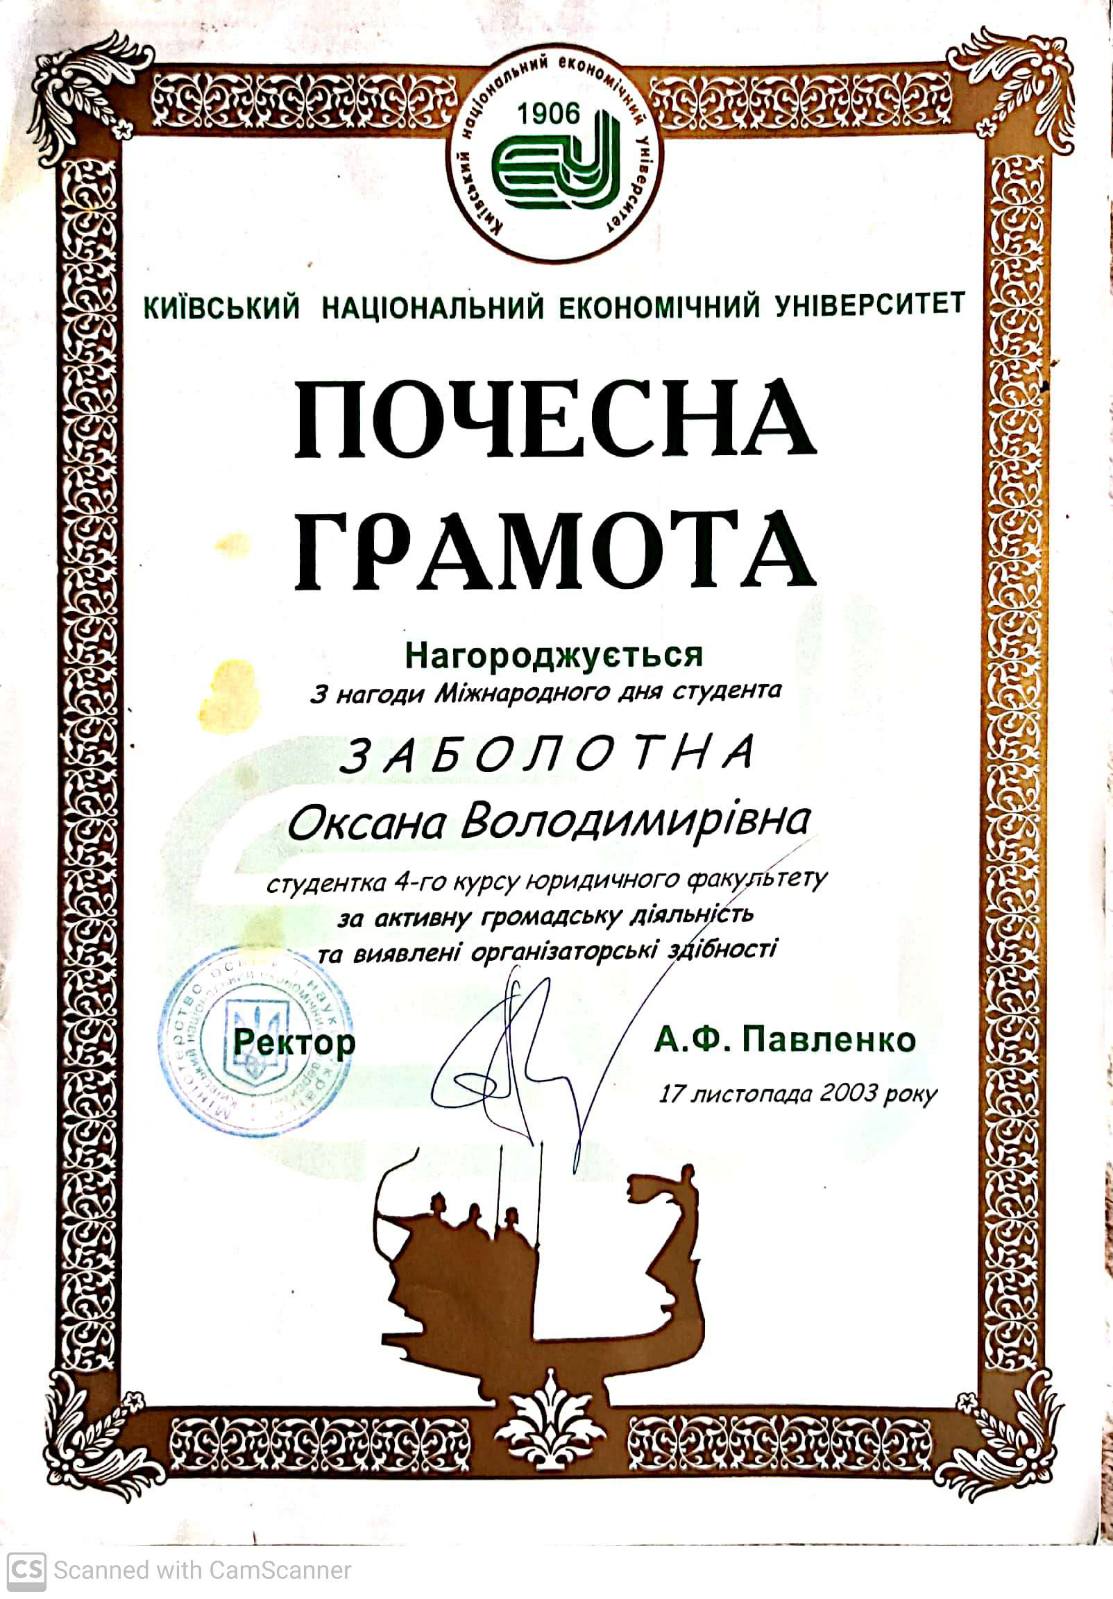 Київський національний економічний університет
1906
КИЇВСЬКИЙ НАЦІОНАЛЬНИЙ ЕКОНОМІЧНИЙ УНІВЕРСИТЕТ
ПОЧЕСНА
ГРАМОТА
Нагороджується
З нагоди Міжнародного дня студента
ЗАБОЛОТНА
Оксана Володимирівна
студентка 4-го курсу юридичного факультету
за активну громадську діяльність
та виявлені організаторські здібності
Ректор
А.Ф. Павленко
17 листопада 2003 року
CS Scanned with CamScanner